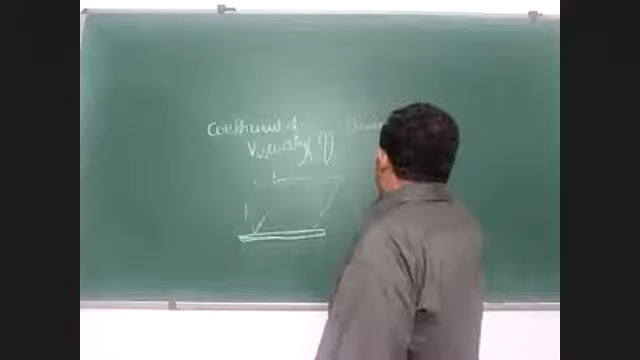 Coefficient of
Viscosity, η